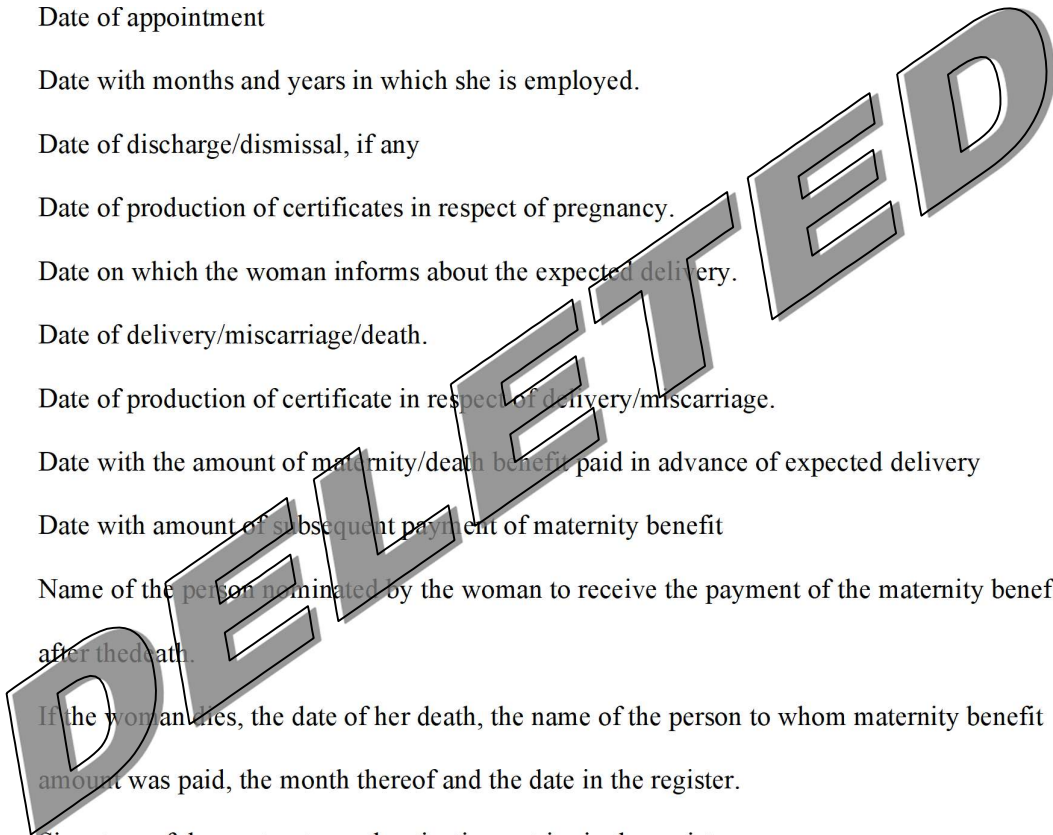 Date of appointment
Date with months and years in which she is employed.
Date of discharge/dismissal, if any
Date of production of certificates in respect of pregnancy.
Date on which the woman informs about the expected delivery.
Date of delivery/miscarriage/death.
Date of production of certificate in respect of delivery/miscarriage.
Date with the amount of maternity/death benefit paid in advance of expected delivery
Date with amount of subsequent payment of maternity benefit
Name of the person nominated by the woman to receive the payment of the maternity benef
after thedeath.
If the woman dies, the date of her death, the name of the person to whom maternity benefit
amount was paid, the month thereof and the date in the register.
DELETED